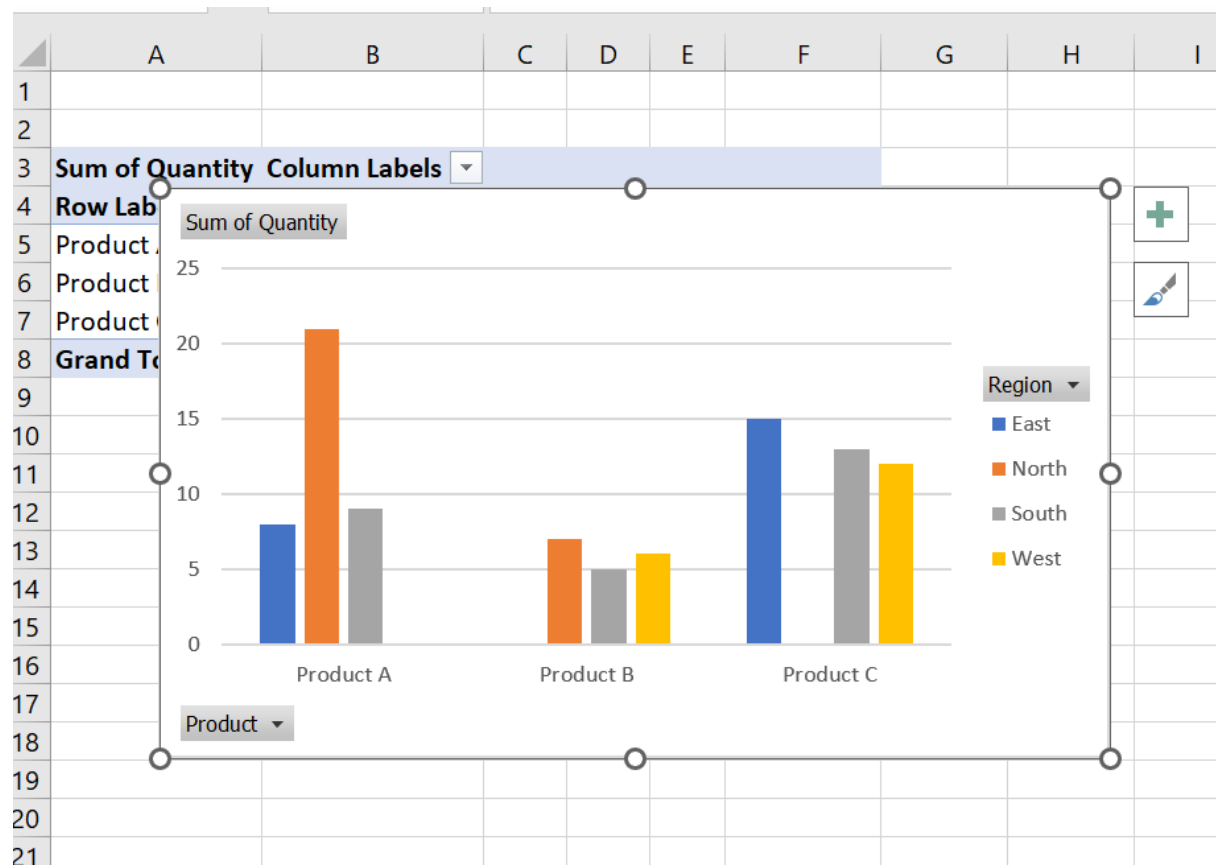 A B C D E F G H I
1
2
3 Sum of Quantity Column Labels
4 Row Lab
5 Product
6 Product
7 Product
8 Grand To
9
10
11
12
13
14
15
16
17
18
19
20
21
Sum of Quantity
25
20
15
10
5
0
Product A Product B Product C
Product
Region
East
North
South
West